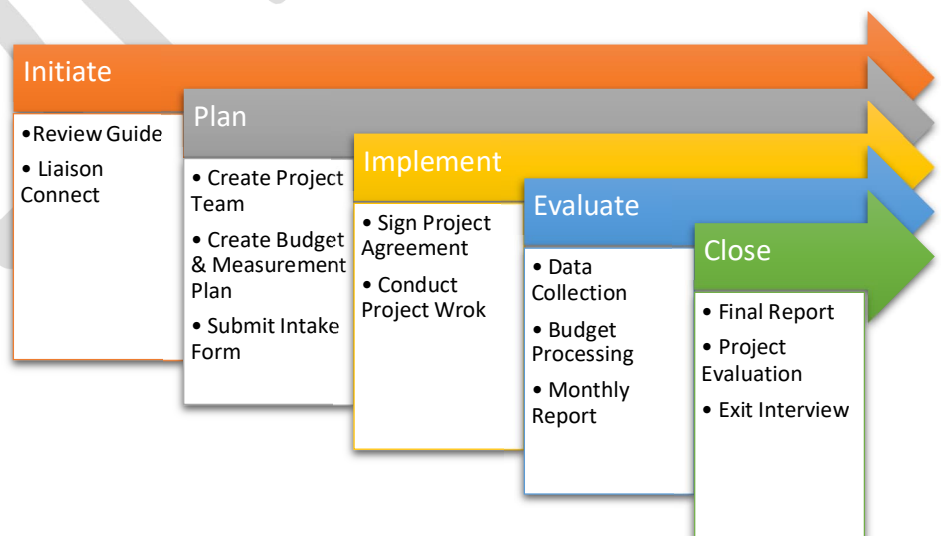 Initiate
•Review Guide
• Liaison
Connect
Plan
• Create Project
Team
• Create Budget
& Measurement
Plan
• Submit Intake
Form
Implement
• Sign Project
Agreement
• Conduct
Project Wrok
Evaluate
• Data
Collection
• Budget
Processing
• Monthly
Report
Close
• Final Report
• Project
Evaluation
• Exit Interview